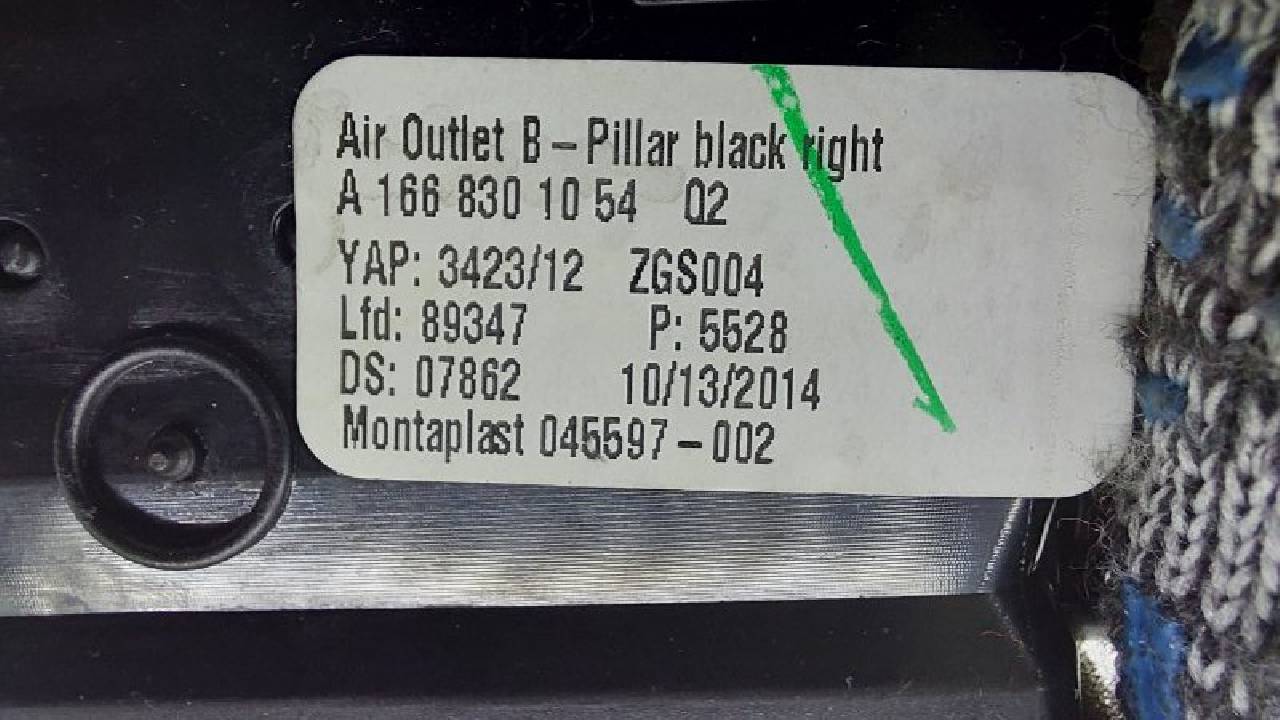 Air Outlet B – Pillar black right
A 166 830 10 54 02
YAP: 3423/12 ZGS004
Lfd: 89347 P: 5528
DS: 07862 10/13/2014
Montaplast 045597 – 002